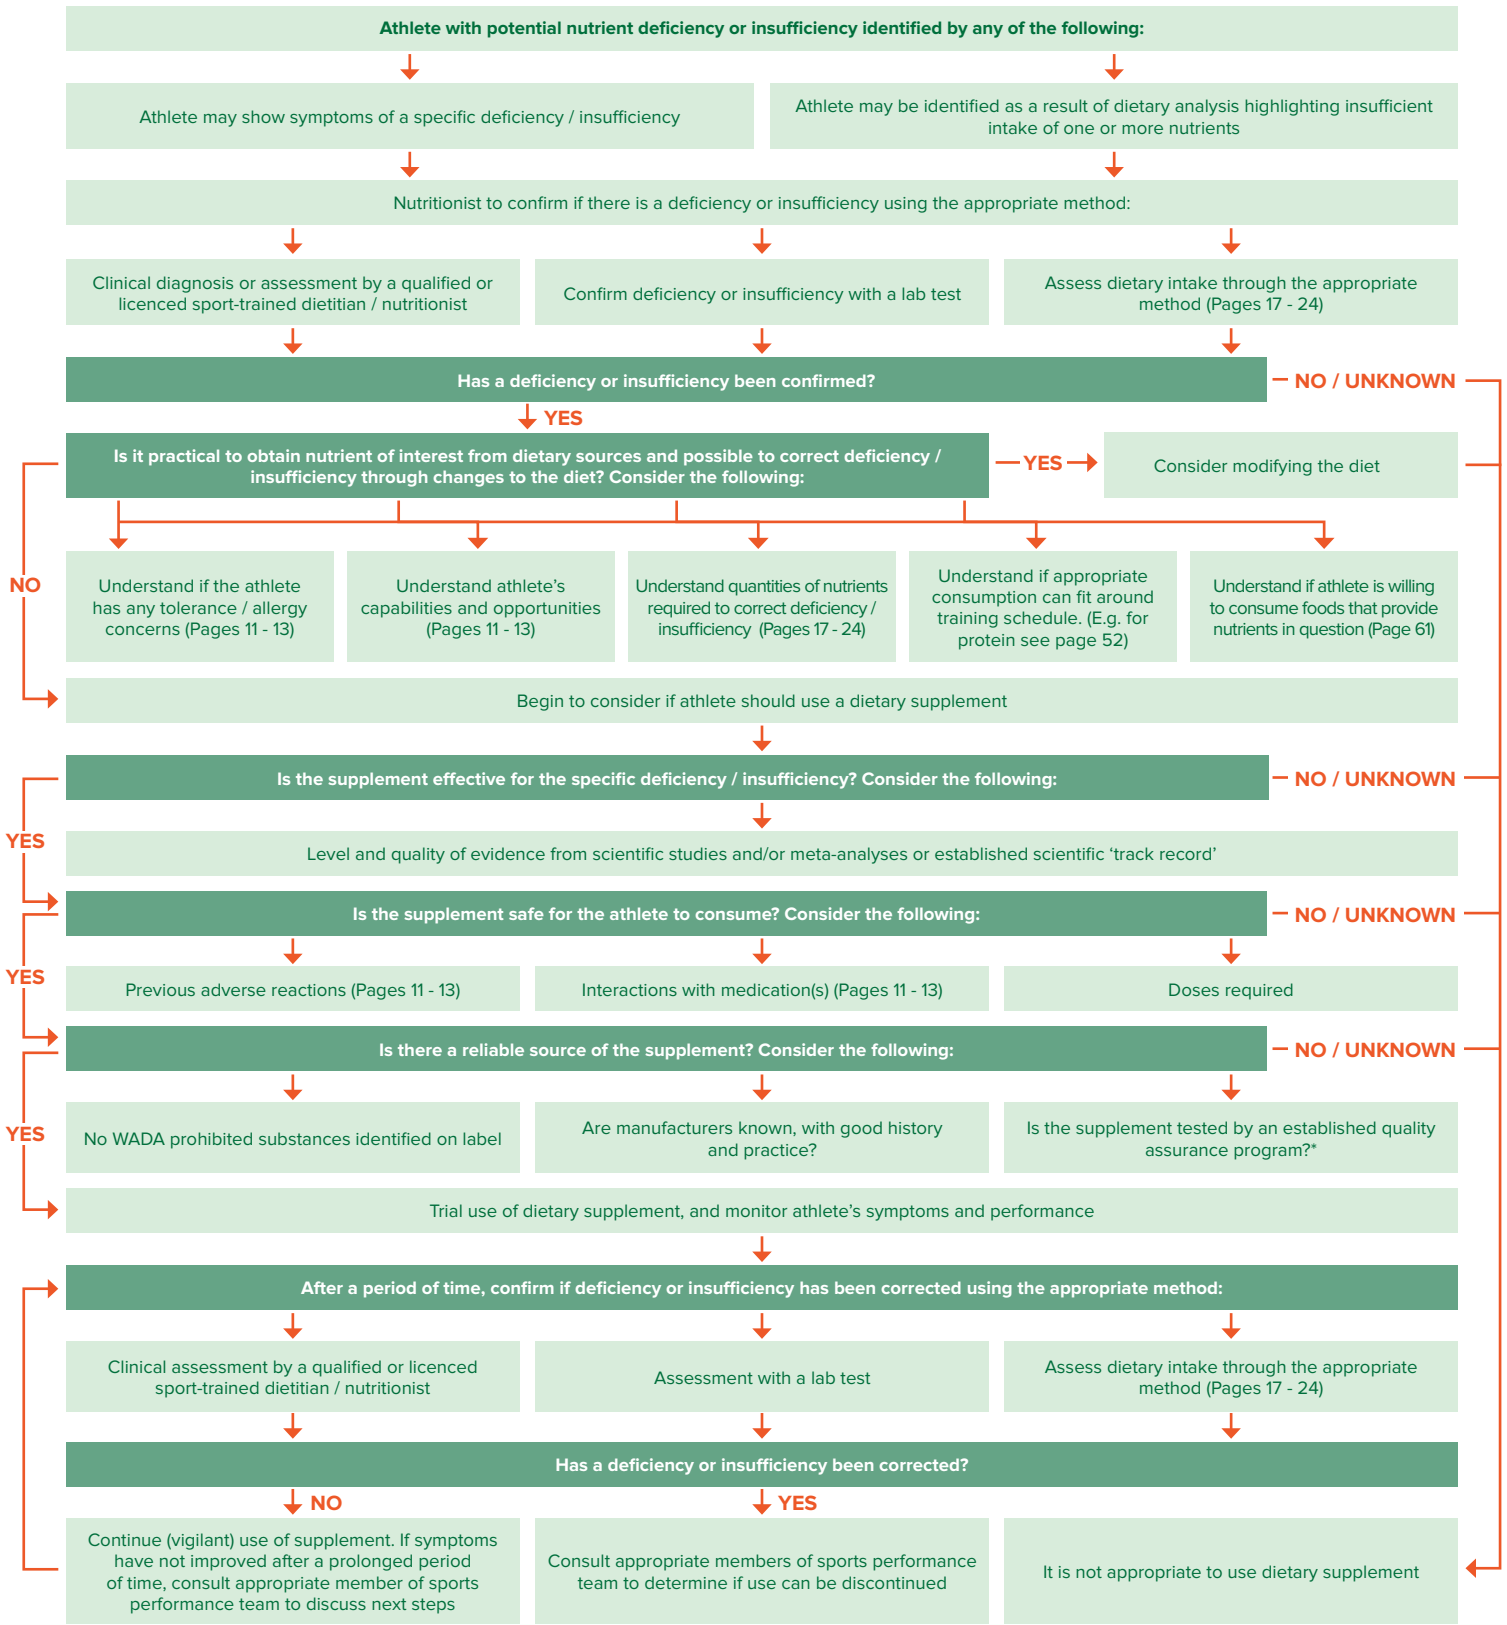 Athlete with potential nutrient deficiency or insufficiency identified by any of the following:
Athlete may show symptoms of a specific deficiency / insufficiency
Athlete may be identified as a result of dietary analysis highlighting insufficient
intake of one or more nutrients
Nutritionist to confirm if there is a deficiency or insufficiency using the appropriate method:
Clinical diagnosis or assessment by a qualified or
licenced sport-trained dietitian / nutritionist
Confirm deficiency or insufficiency with a lab test
Assess dietary intake through the appropriate
method (Pages 17 - 24)
Has a deficiency or insufficiency been confirmed?
NO / UNKNOWN
YES
Is it practical to obtain nutrient of interest from dietary sources and possible to correct deficiency /
insufficiency through changes to the diet? Consider the following:
YES
Consider modifying the diet
NO
Understand if the athlete
has any tolerance / allergy
concerns (Pages 11 - 13)
Understand athlete's
capabilities and opportunities
(Pages 11 - 13)
Understand quantities of nutrients
required to correct deficiency /
insufficiency (Pages 17 - 24)
Understand if appropriate
consumption can fit around
training schedule. (E.g. for
protein see page 52)
Understand if athlete is willing
to consume foods that provide
nutrients in question (Page 61)
Begin to consider if athlete should use a dietary supplement
Is the supplement effective for the specific deficiency / insufficiency? Consider the following:
NO / UNKNOWN
YES
Level and quality of evidence from scientific studies and/or meta-analyses or established scientific ‘track record’
Is the supplement safe for the athlete to consume? Consider the following:
NO / UNKNOWN
YES
Previous adverse reactions (Pages 11 - 13)
Interactions with medication(s) (Pages 11 - 13)
Doses required
Is there a reliable source of the supplement? Consider the following:
NO / UNKNOWN
YES
No WADA prohibited substances identified on label
Are manufacturers known, with good history
and practice?
Is the supplement tested by an established quality
assurance program?*
Trial use of dietary supplement, and monitor athlete's symptoms and performance
After a period of time, confirm if deficiency or insufficiency has been corrected using the appropriate method:
Clinical assessment by a qualified or licenced
sport-trained dietitian / nutritionist
Assessment with a lab test
Assess dietary intake through the appropriate
method (Pages 17 - 24)
Has a deficiency or insufficiency been corrected?
NO
YES
Continue (vigilant) use of supplement. If symptoms
have not improved after a prolonged period
of time, consult appropriate member of sports
performance team to discuss next steps
Consult appropriate members of sports performance
team to determine if use can be discontinued
It is not appropriate to use dietary supplement